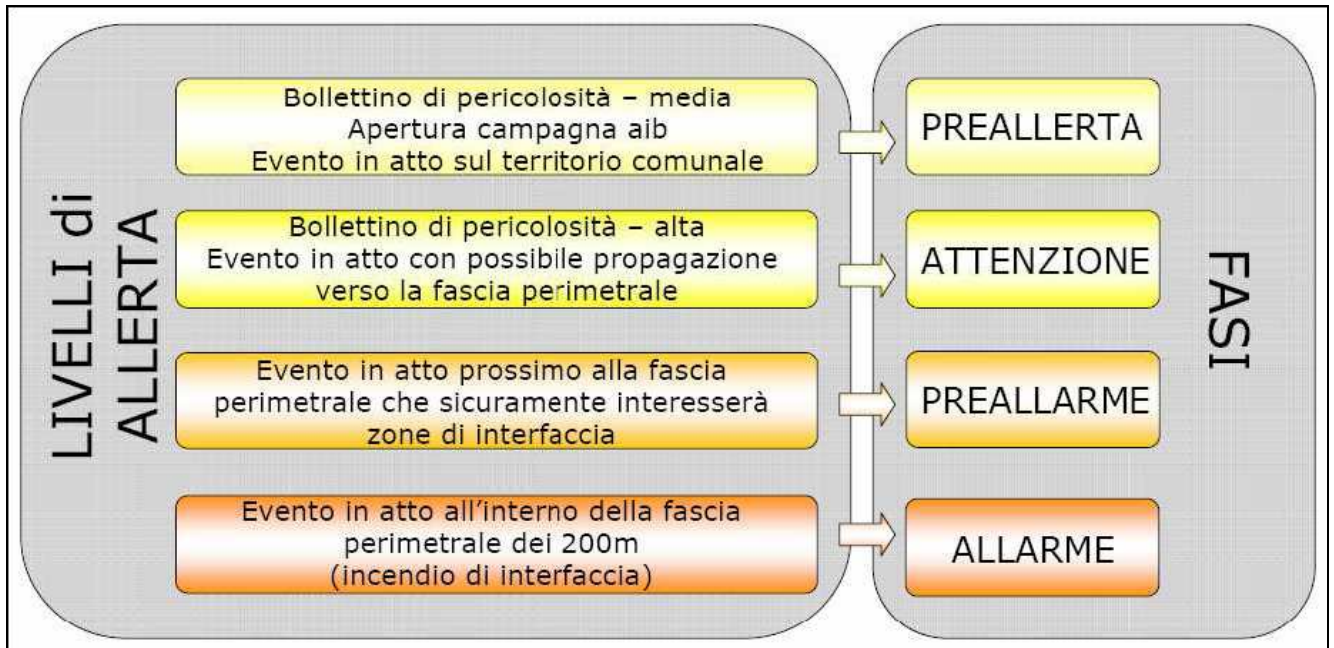 LIVELLI di
ALLERTA
Bollettino di pericolosità – media
Apertura campagna aib
Evento in atto sul territorio comunale
PREALLERTA
Bollettino di pericolosità – alta
Evento in atto con possibile propagazione
verso la fascia perimetrale
ATTENZIONE
Evento in atto prossimo alla fascia
perimetrale che sicuramente interesserà
zone di interfaccia
PREALLARME
Evento in atto all’interno della fascia
perimetrale dei 200m
(incendio di interfaccia)
ALLARME
FASI